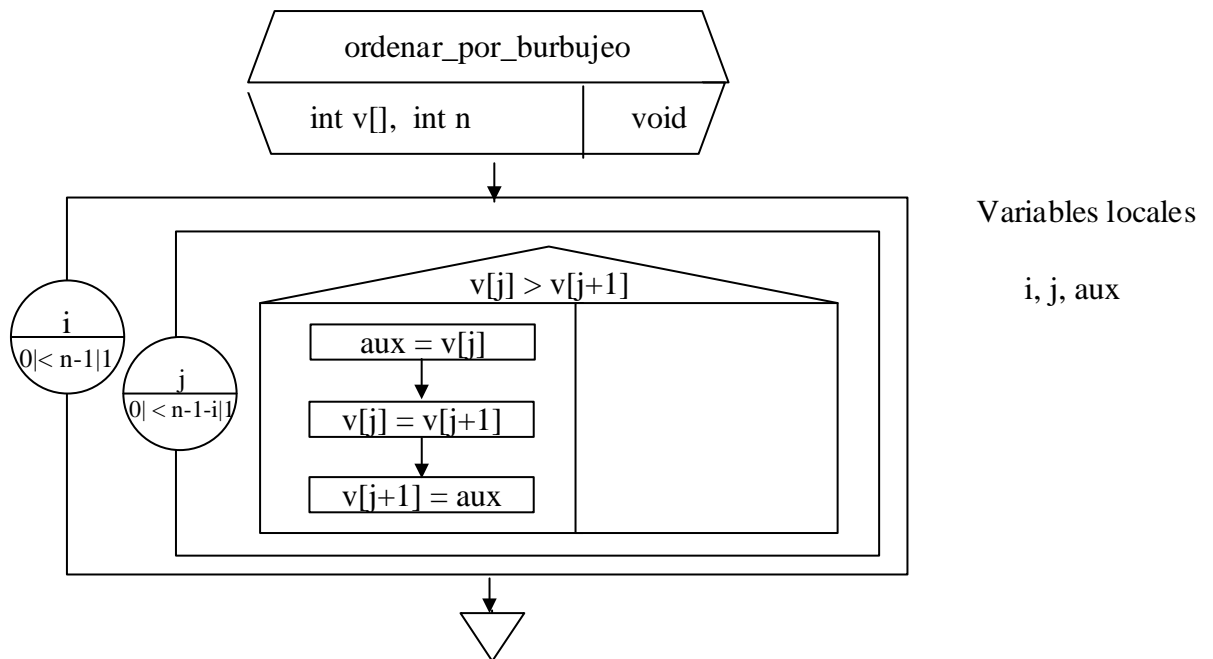 ordenar_por_burbujeo
int v[], int n void
Variables locales
i, j, aux
v[j] > v[j+1]
i
0|< n-1|1
j
0| < n-1-i|1
aux = v[j]
v[j] = v[j+1]
v[j+1] = aux